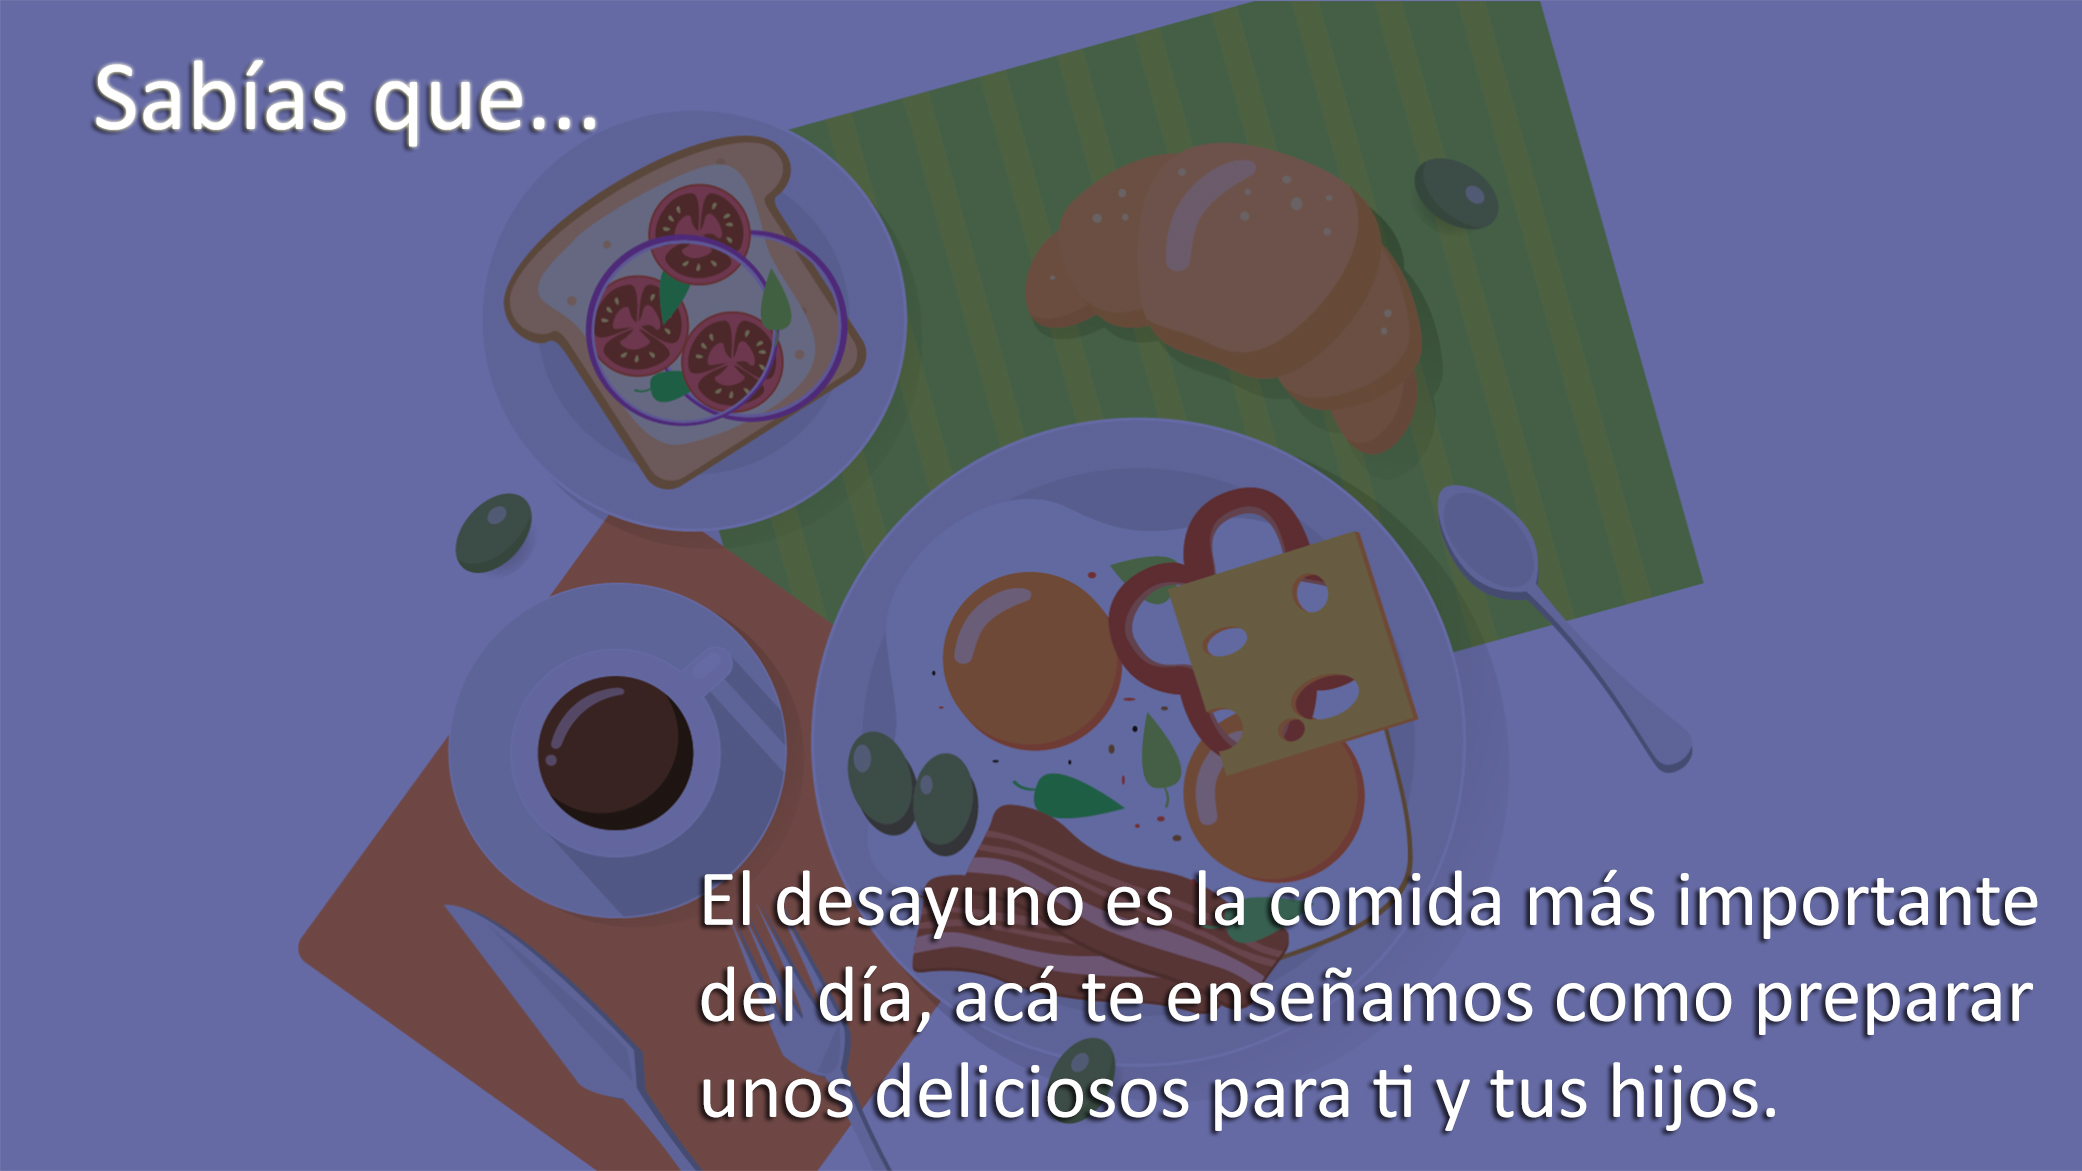 Sabías que...
El desayuno es la comida más importante
del día, acá te enseñamos como preparar
unos deliciosos para ti y tus hijos.